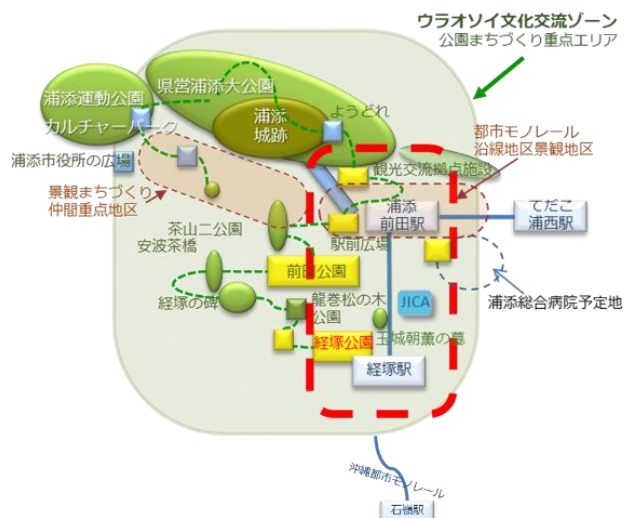 ウラオソイ文化交流ゾーン
公園まちづくり重点エリア
県営浦添大公園
浦添運動公園
カルチャーパーク
浦添
城跡
ようどれ
都市モノレール
沿線地区景観地区
浦添市役所の広場
観光交流拠点施設
景観まちづくり
仲間重点地区
浦添
前田駅
てだこ
浦西駅
茶山二公園
安波茶橋
駅前広場
前田公園
経塚の碑
龍巻松の木
公園
JICA
浦添総合病院予定地
経塚公園
玉城朝薫の墓
経塚駅
沖縄都市モノレール
石嶺駅